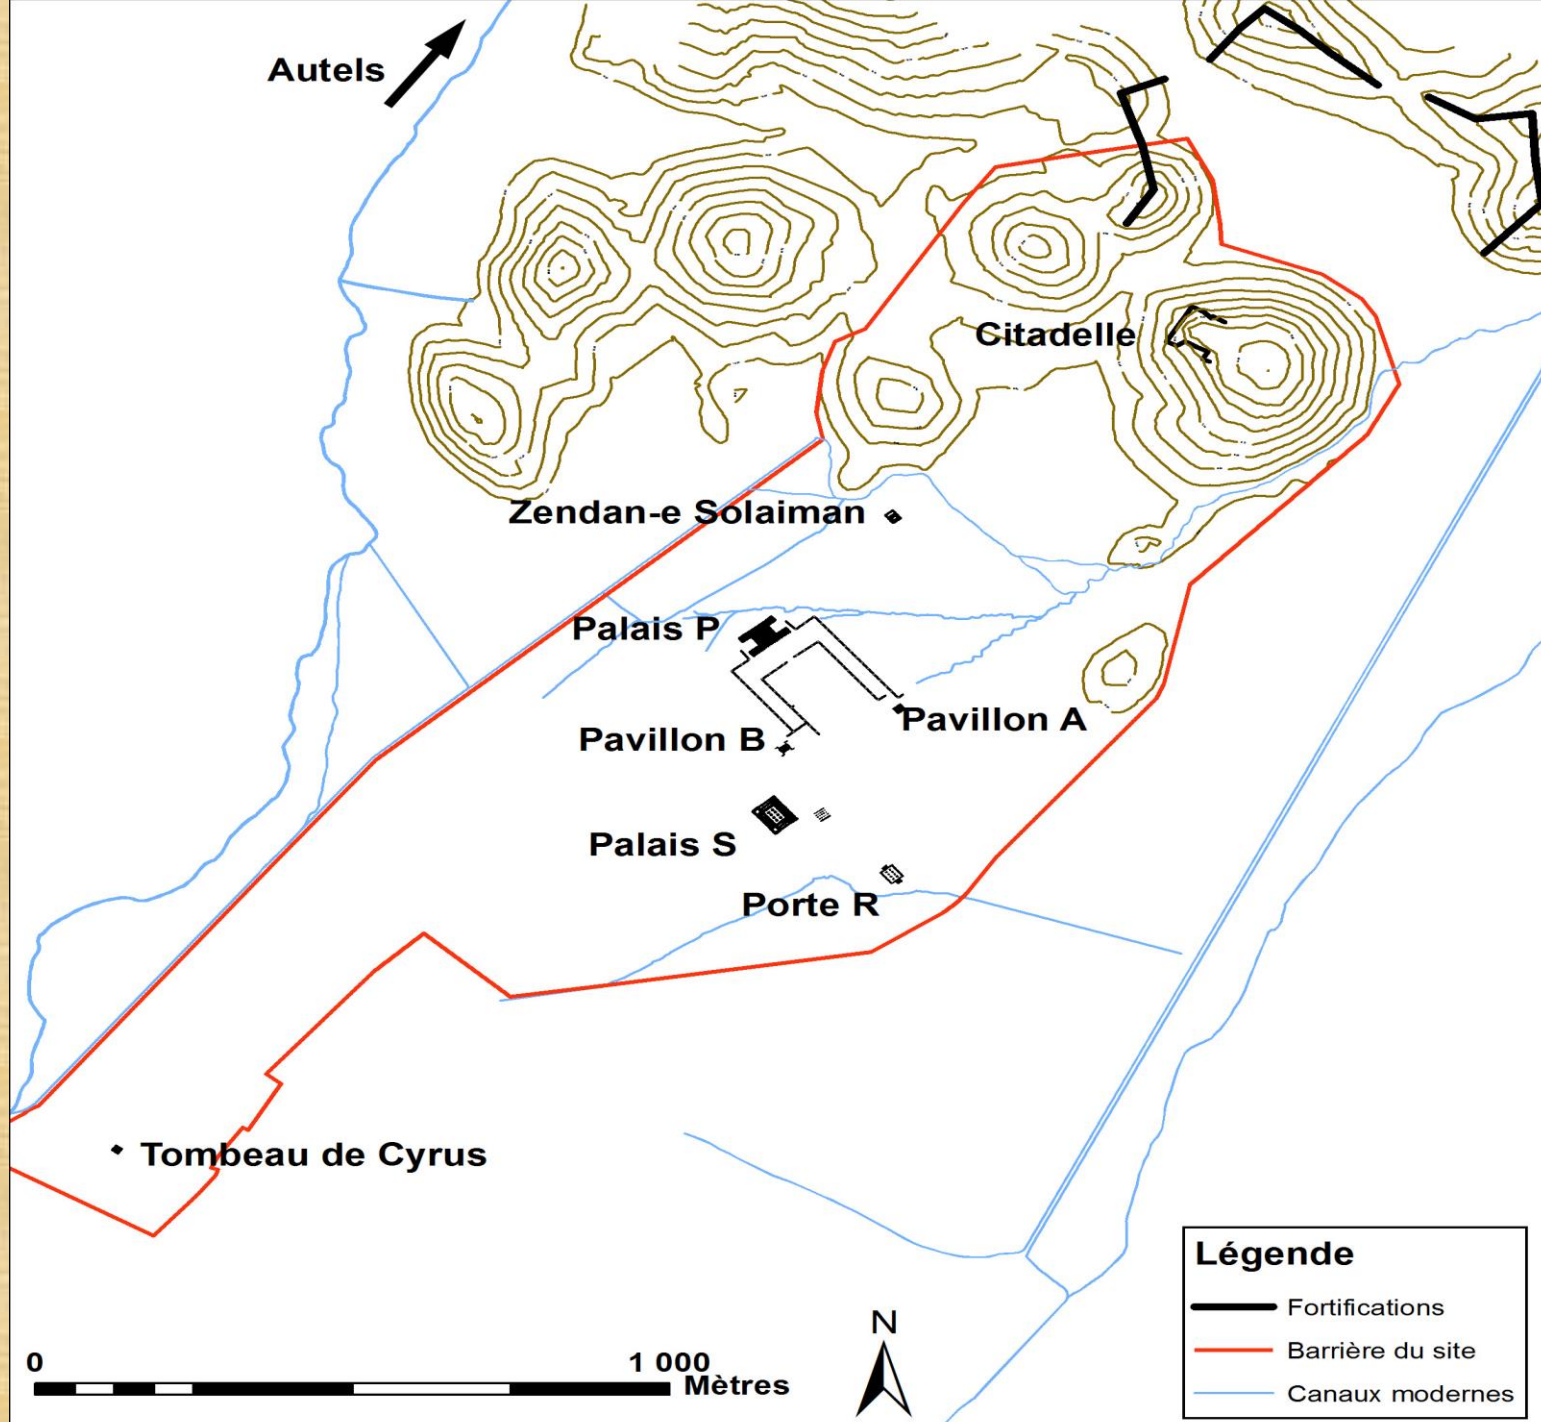 Autels
Citadelle
Zendan-e Solaiman
Palais P
Pavillon A
Pavillon B
Palais S
Porte R
Tombeau de Cyrus
Légende
Fortifications
Barrière du site
Canaux modernes
N
0
1 000
Mètres